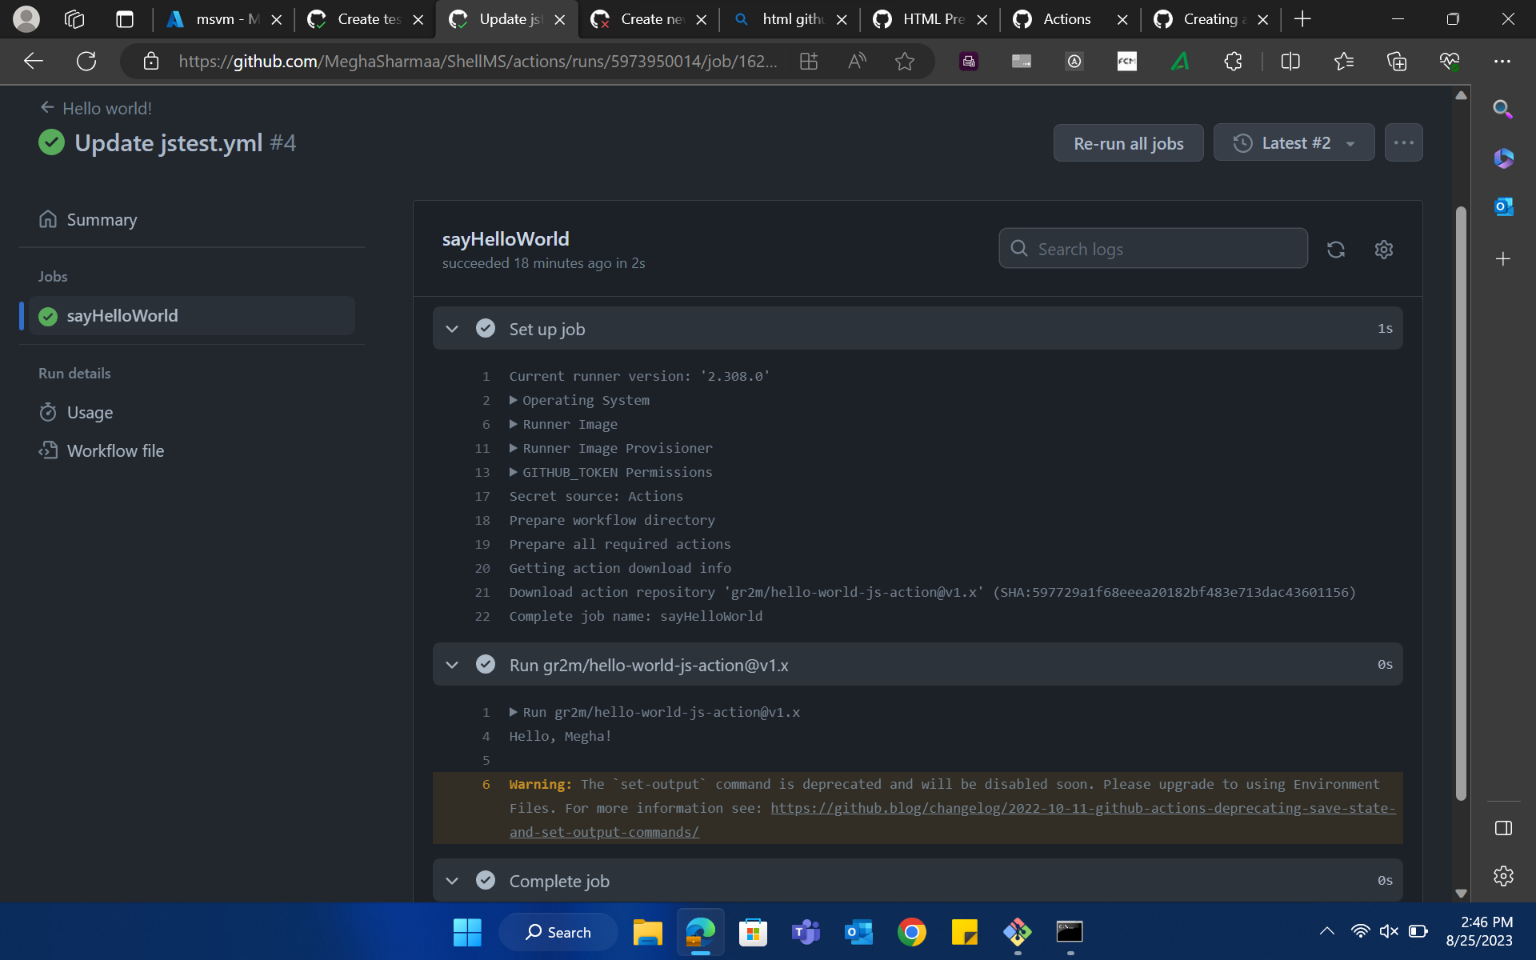 msvm - M
Create tes
Update jst
Create nev
html githu
HTML Pre
Actions
Creating a
https://github.com/MeghaSharmaa/ShellMS/actions/runs/5973950014/job/162...
Hello world!
Update jstest.yml #4
Re-run all jobs
Latest #2
Summary
Jobs
sayHelloWorld
Run details
Usage
Workflow file
sayHelloWorld
succeeded 18 minutes ago in 2s
Search logs
Set up job 1s
1 Current runner version: '2.308.0'
2 Operating System
6 Runner Image
11 Runner Image Provisioner
13 GITHUB_TOKEN Permissions
17 Secret source: Actions
18 Prepare workflow directory
19 Prepare all required actions
20 Getting action download info
21 Download action repository 'gr2m/hello-world-js-action@v1.x' (SHA:597729a1f68eeea20182bf483e713dac43601156)
22 Complete job name: sayHelloWorld
Run gr2m/hello-world-js-action@v1.x 0s
1 Run gr2m/hello-world-js-action@v1.x
4 Hello, Megha!
5
6 Warning: The `set-output` command is deprecated and will be disabled soon. Please upgrade to using Environment
Files. For more information see: https://github.blog/changelog/2022-10-11-github-actions-deprecating-save-state-
and-set-output-commands/
Complete job 0s
Search
2:46 PM
8/25/2023